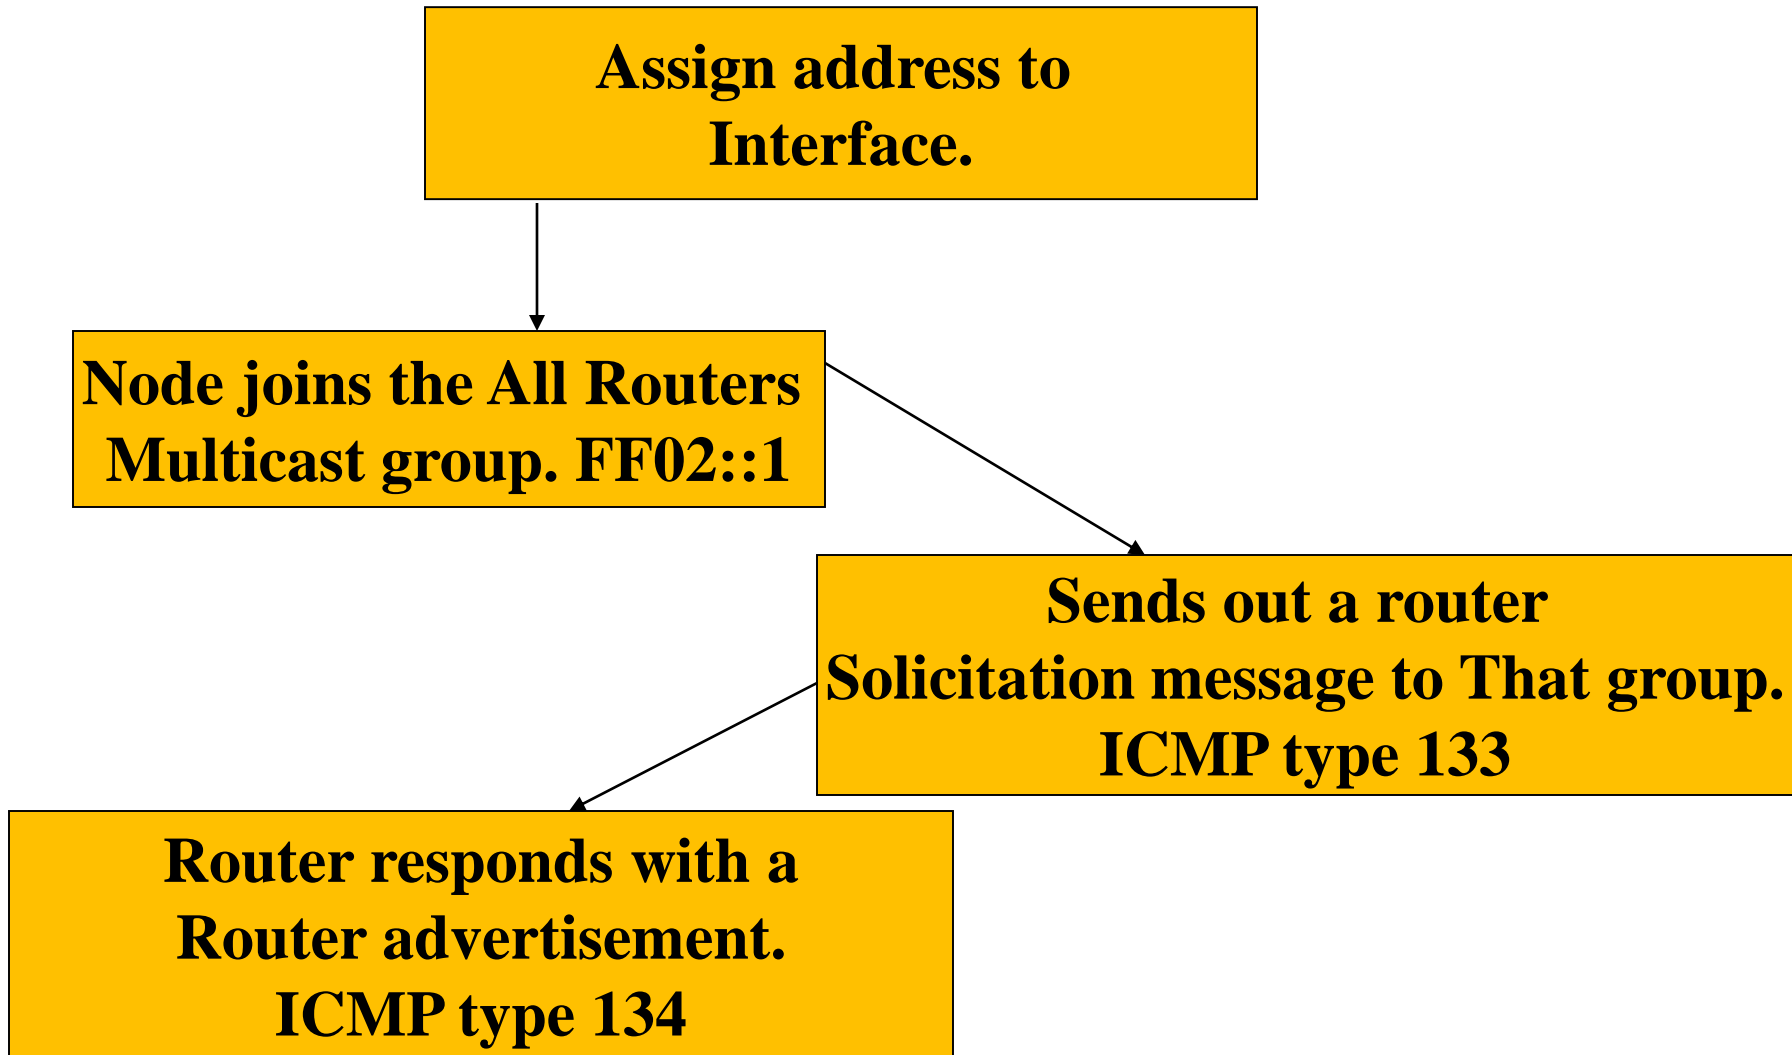 Assign address to
Interface.
Node joins the All Routers
Multicast group. FF02::1
Sends out a router
Solicitation message to That group.
ICMP type 133
Router responds with a
Router advertisement.
ICMP type 134